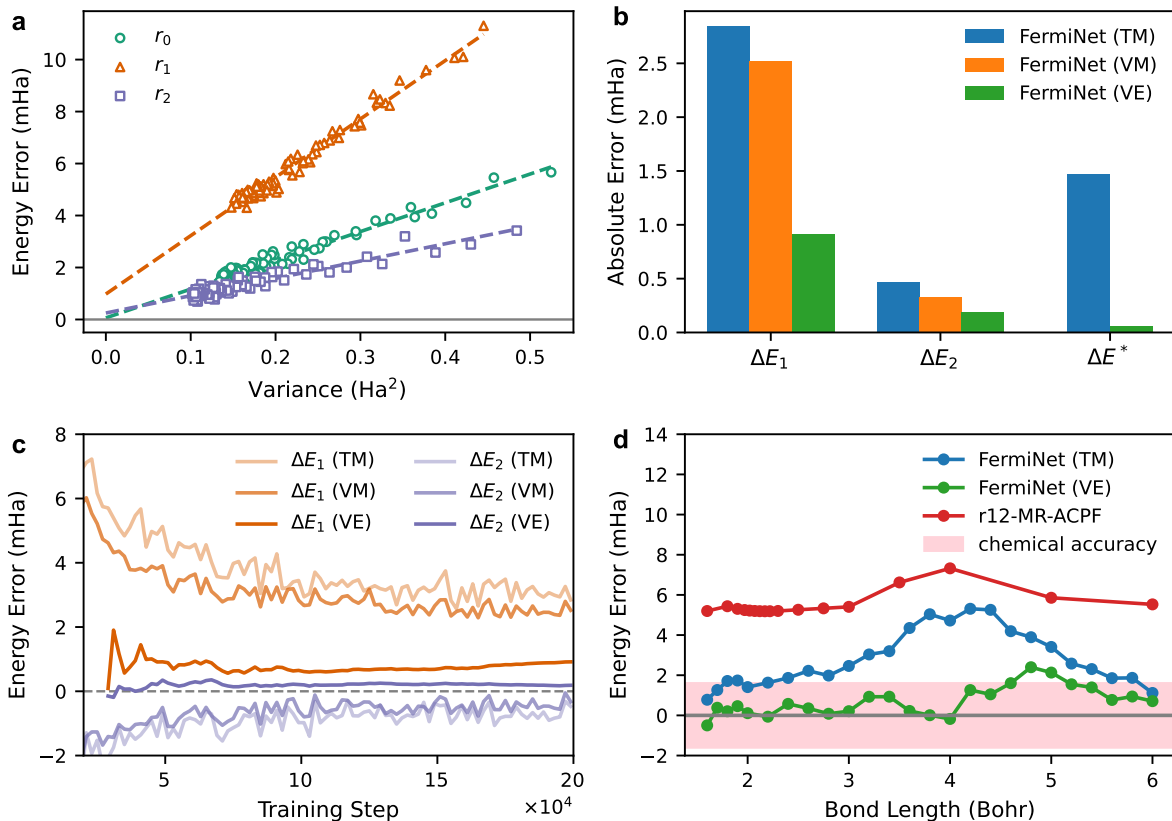 a
Energy Error (mHa)
10
8
6
4
2
0
r0
r1
r2
0.0 0.1 0.2 0.3 0.4 0.5
Variance (Ha²)
b
Absolute Error (mHa)
2.5
2.0
1.5
1.0
0.5
0.0
FermiNet (TM)
FermiNet (VM)
FermiNet (VE)
ΔE₁ ΔE₂ ΔE*
c
Energy Error (mHa)
8
6
4
2
0
−2
ΔE₁ (TM) ΔE₂ (TM)
ΔE₁ (VM) ΔE₂ (VM)
ΔE₁ (VE) ΔE₂ (VE)
5 10 15 20
×10⁴
Training Step
d
Energy Error (mHa)
14
12
10
8
6
4
2
0
−2
FermiNet (TM)
FermiNet (VE)
r12-MR-ACPF
chemical accuracy
2 3 4 5 6
Bond Length (Bohr)